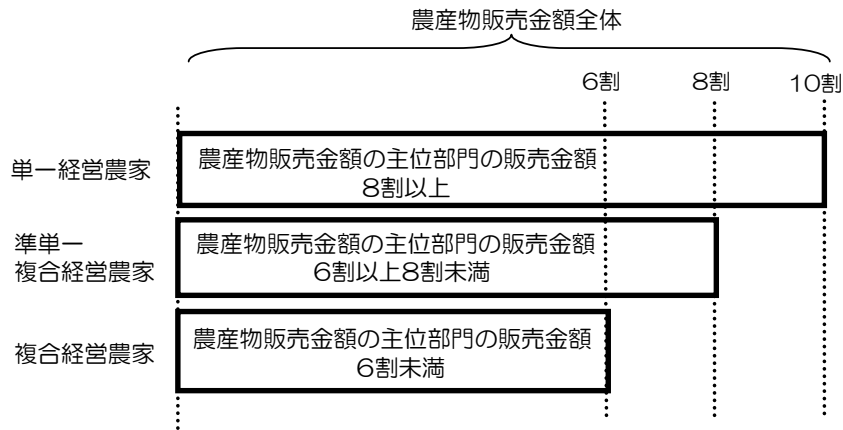 農産物販売金額全体
6割
8割
10割
単一経営農家
農産物販売金額の主位部門の販売金額
8割以上
準単一
複合経営農家
農産物販売金額の主位部門の販売金額
6割以上8割未満
複合経営農家
農産物販売金額の主位部門の販売金額
6割未満